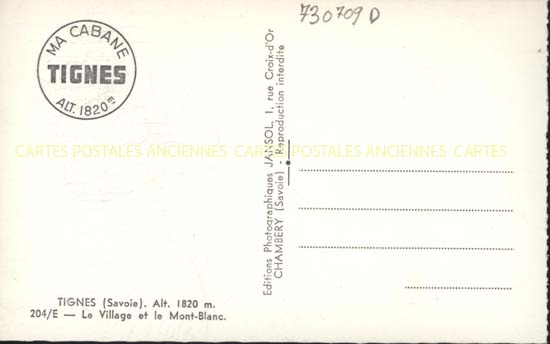 730709 D
MA CABANE
TIGNES
ALT. 1820 m
Editions Photographiques JANSOL, 1, rue Croix-d'Or
CHAMBERY (Savoie) - Reproduction interdite
CARTES POSTALES ANCIENNES CARTES POSTALES ANCIENNES CARTES
TIGNES (Savoie). Alt. 1820 m.
204/E — Le Village et le Mont-Blanc.